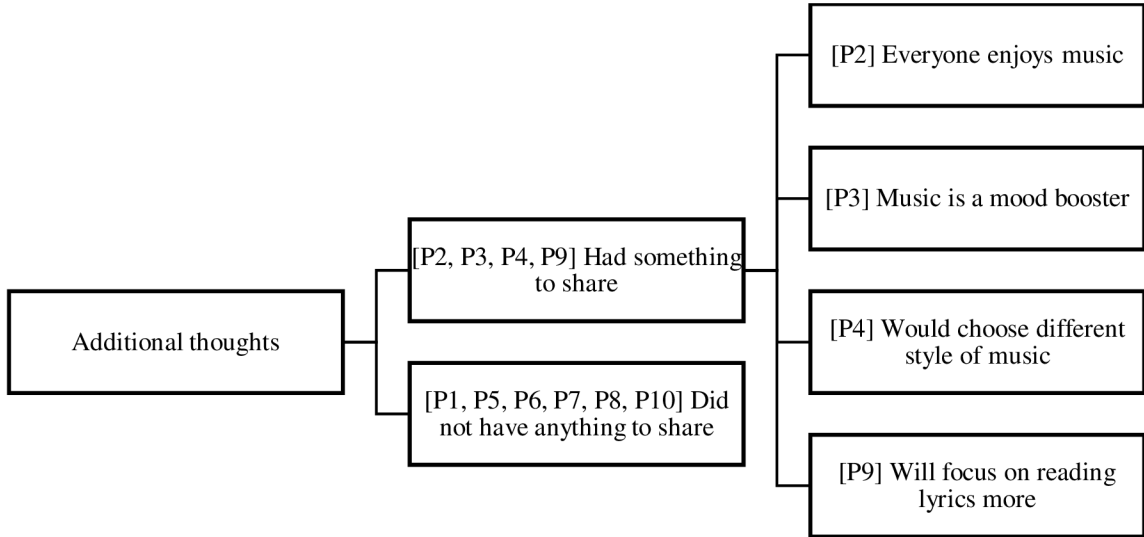 Additional thoughts
[P2, P3, P4, P9] Had something
to share
[P1, P5, P6, P7, P8, P10] Did
not have anything to share
[P2] Everyone enjoys music
[P3] Music is a mood booster
[P4] Would choose different
style of music
[P9] Will focus on reading
lyrics more